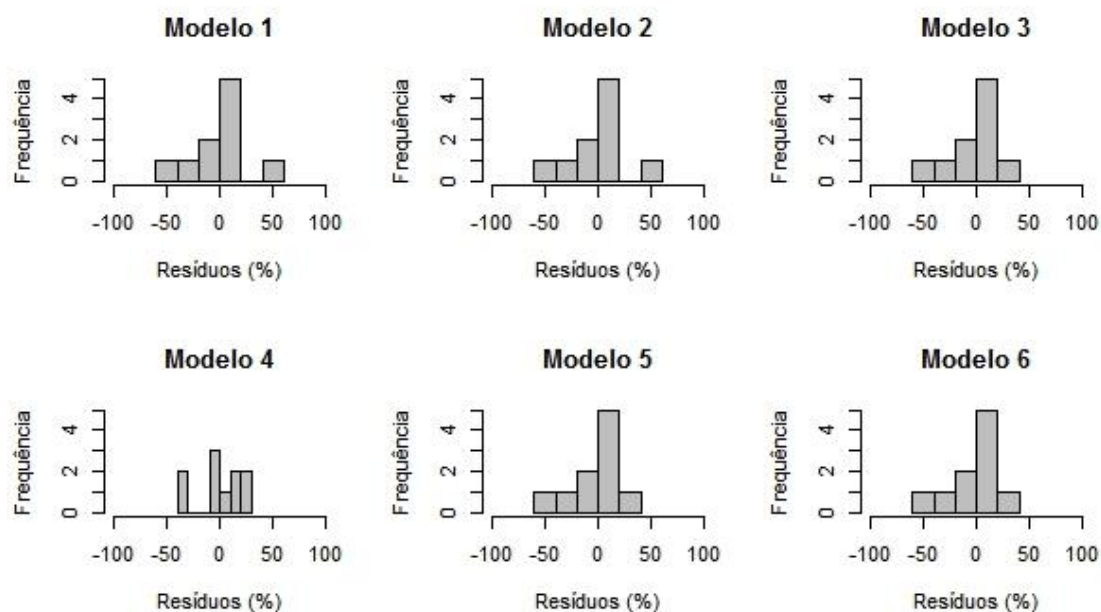 Modelo 1 Modelo 2 Modelo 3
Frequência Frequência Frequência
4 4 4
2 2 2
0 0 0
-100 -50 0 50 100 -100 -50 0 50 100 -100 -50 0 50 100
Resíduos (%) Resíduos (%) Resíduos (%)
Modelo 4 Modelo 5 Modelo 6
Frequência Frequência Frequência
4 4 4
2 2 2
0 0 0
-100 -50 0 50 100 -100 -50 0 50 100 -100 -50 0 50 100
Resíduos (%) Resíduos (%) Resíduos (%)